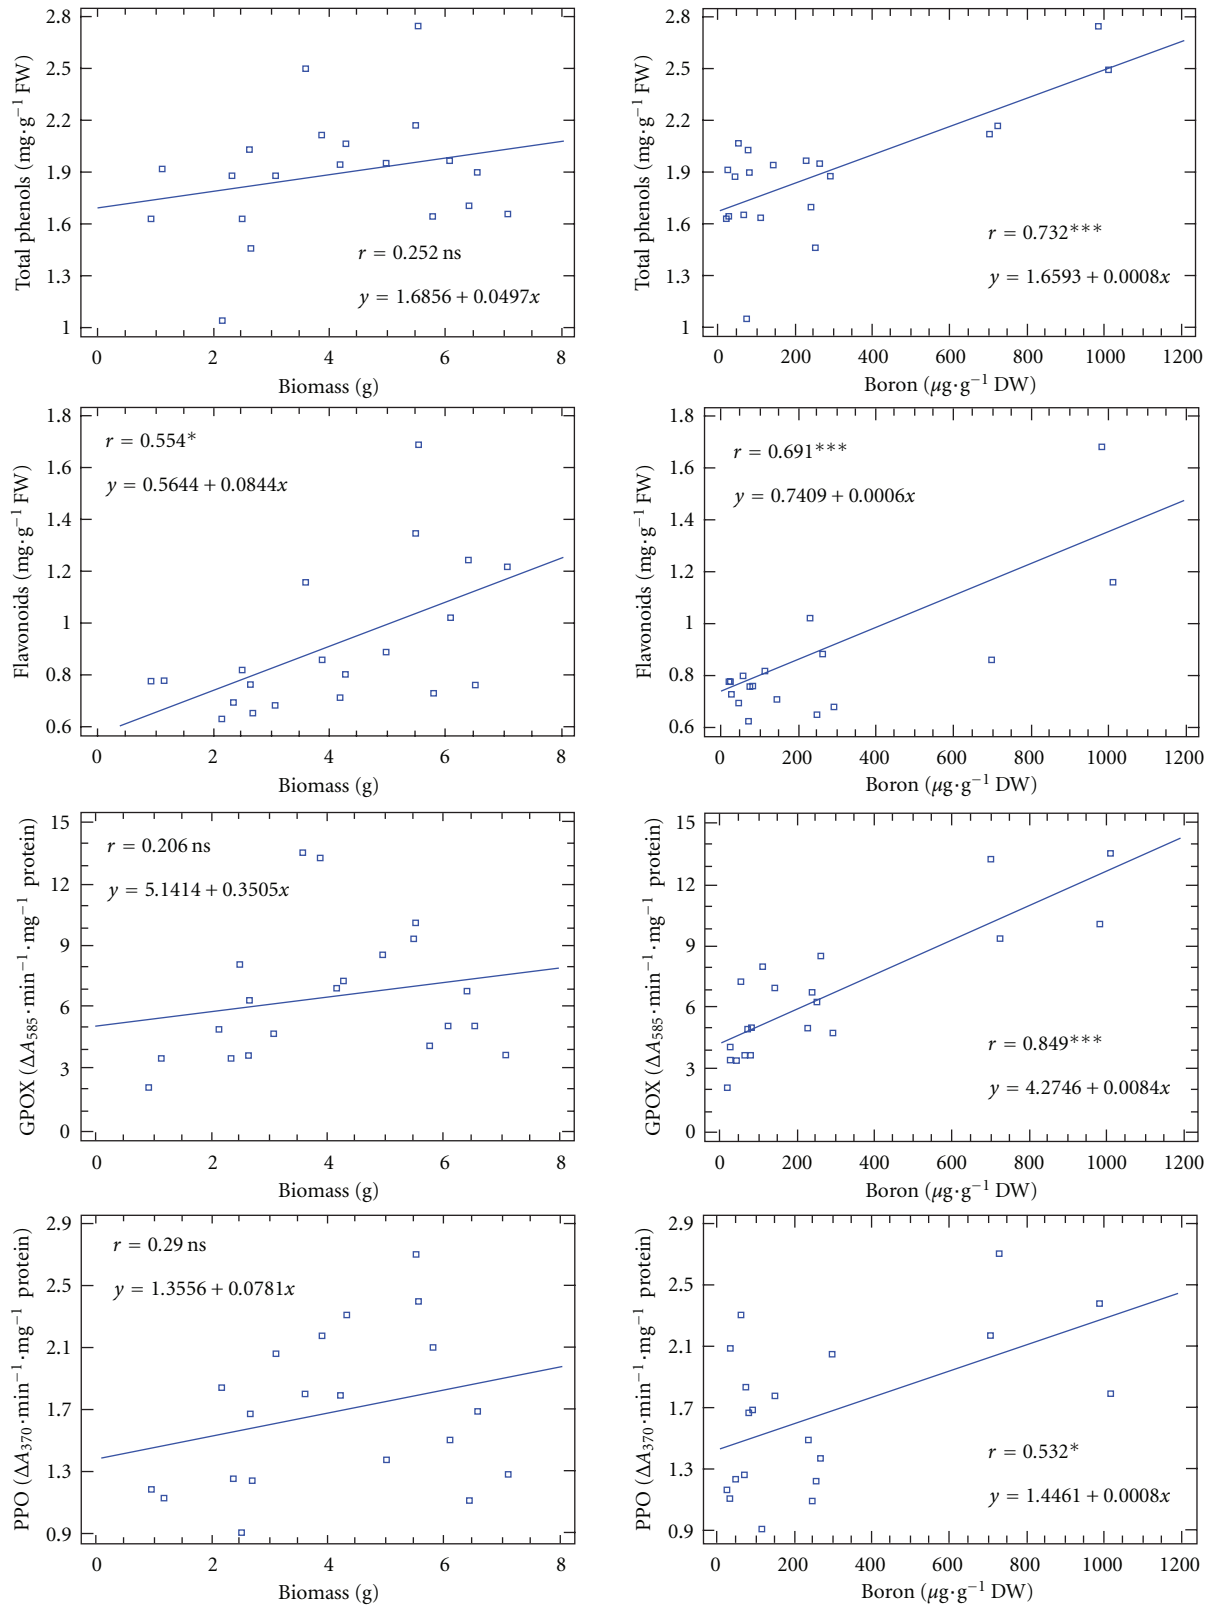 Total phenols (mg·g⁻¹ FW)
2.8
2.5
2.2
1.9
1.6
1.3
1
r = 0.252 ns
y = 1.6856 + 0.0497x
0 2 4 6 8
Biomass (g)
Total phenols (mg·g⁻¹ FW)
2.8
2.5
2.2
1.9
1.6
1.3
1
r = 0.732***
y = 1.6593 + 0.0008x
0 200 400 600 800 1000 1200
Boron (μg·g⁻¹ DW)
Flavonoids (mg·g⁻¹ FW)
1.8
1.6
1.4
1.2
1
0.8
0.6
r = 0.554*
y = 0.5644 + 0.0844x
0 2 4 6 8
Biomass (g)
Flavonoids (mg·g⁻¹ FW)
1.8
1.6
1.4
1.2
1
0.8
0.6
r = 0.691***
y = 0.7409 + 0.0006x
0 200 400 600 800 1000 1200
Boron (μg·g⁻¹ DW)
GPOX (ΔA₅₈₅·min⁻¹·mg⁻¹ protein)
15
12
9
6
3
0
r = 0.206 ns
y = 5.1414 + 0.3505x
0 2 4 6 8
Biomass (g)
GPOX (ΔA₅₈₅·min⁻¹·mg⁻¹ protein)
15
12
9
6
3
0
r = 0.849***
y = 4.2746 + 0.0084x
0 200 400 600 800 1000 1200
Boron (μg·g⁻¹ DW)
PPO (ΔA₃₇₀·min⁻¹·mg⁻¹ protein)
2.9
2.5
2.1
1.7
1.3
0.9
r = 0.29 ns
y = 1.3556 + 0.0781x
0 2 4 6 8
Biomass (g)
PPO (ΔA₃₇₀·min⁻¹·mg⁻¹ protein)
2.9
2.5
2.1
1.7
1.3
0.9
r = 0.532*
y = 1.4461 + 0.0008x
0 200 400 600 800 1000 1200
Boron (μg·g⁻¹ DW)